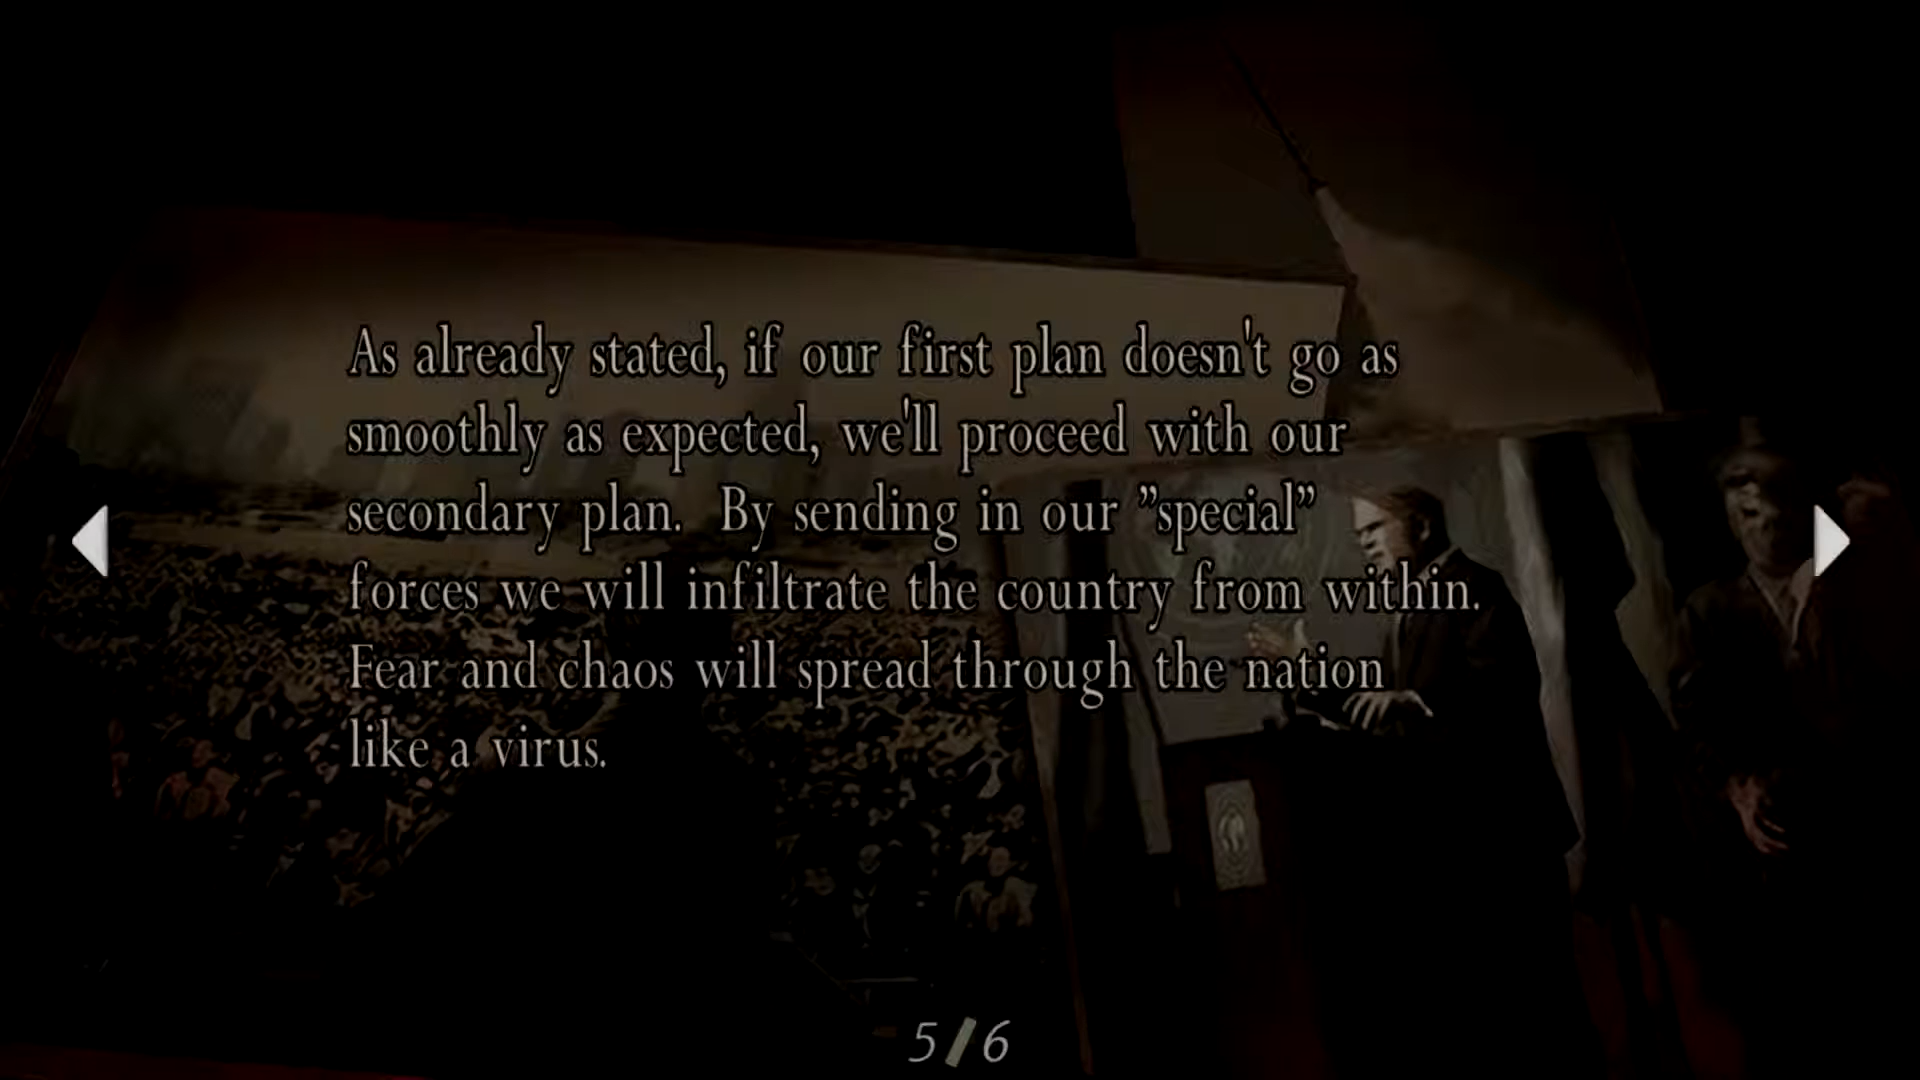 As already stated, if our first plan doesn't go as
smoothly as expected, we'll proceed with our
secondary plan.  By sending in our ”special”
forces we will infiltrate the country from within.
Fear and chaos will spread through the nation
like a virus.
5/6